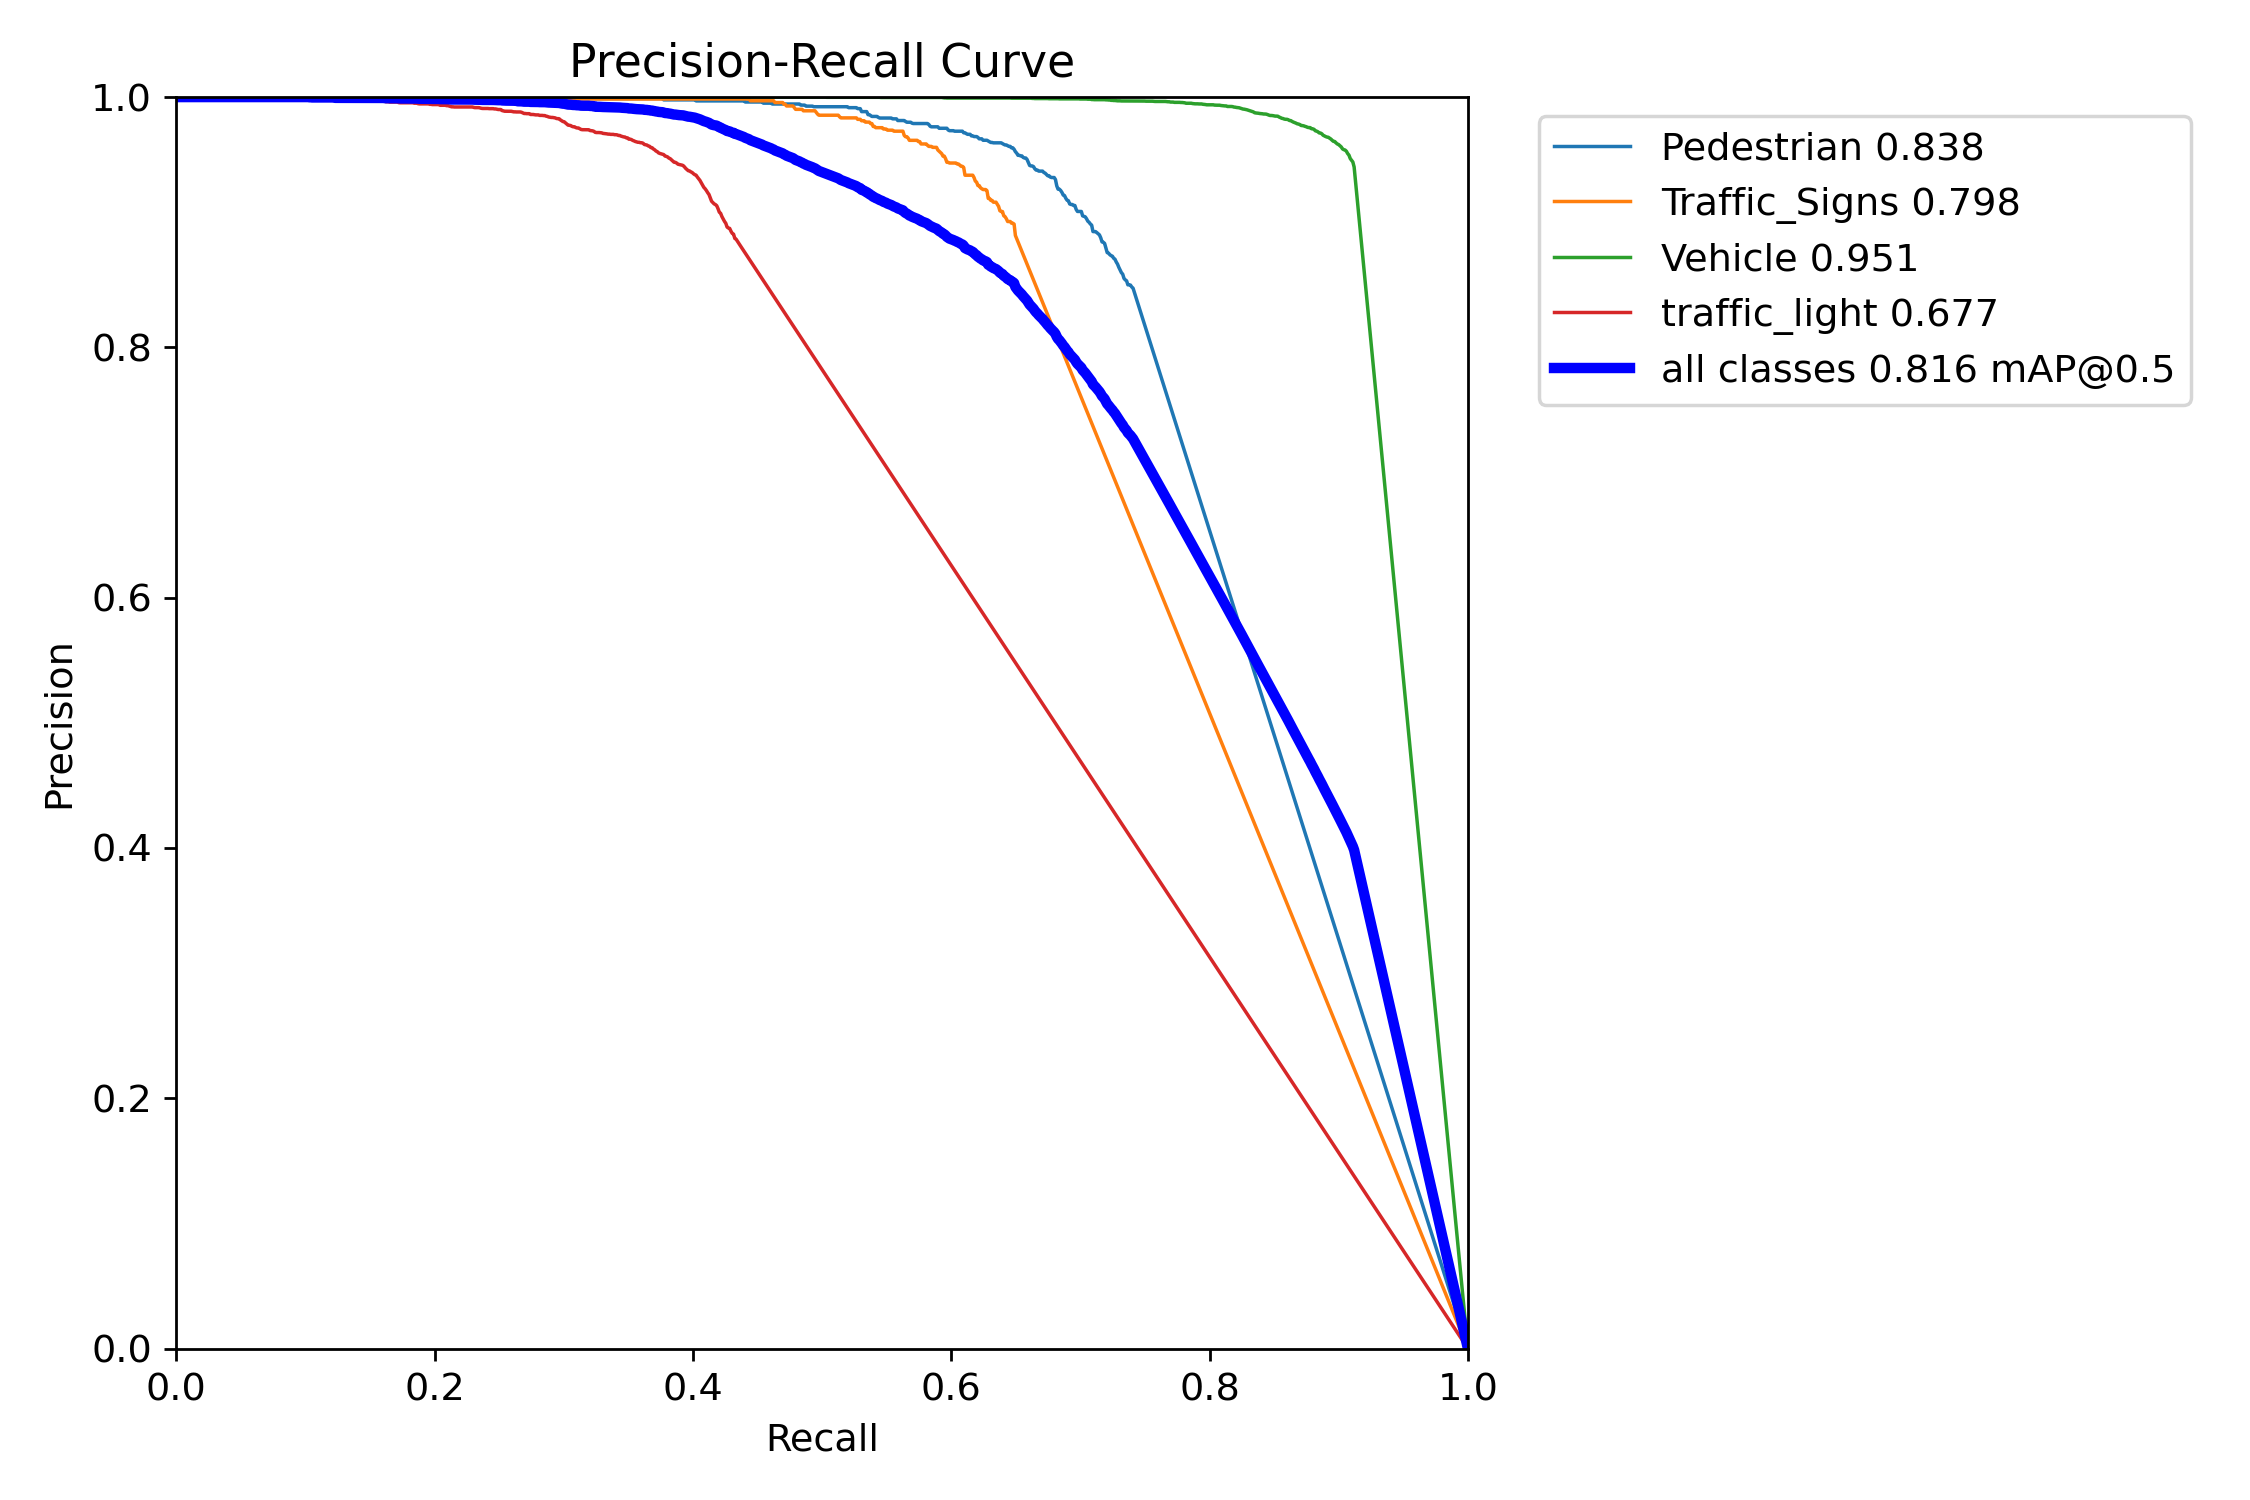 Precision-Recall Curve
1.0
0.8
0.6
0.4
0.2
0.0
Precision
0.0 0.2 0.4 0.6 0.8 1.0
Recall
Pedestrian 0.838
Traffic_Signs 0.798
Vehicle 0.951
traffic_light 0.677
all classes 0.816 mAP@0.5